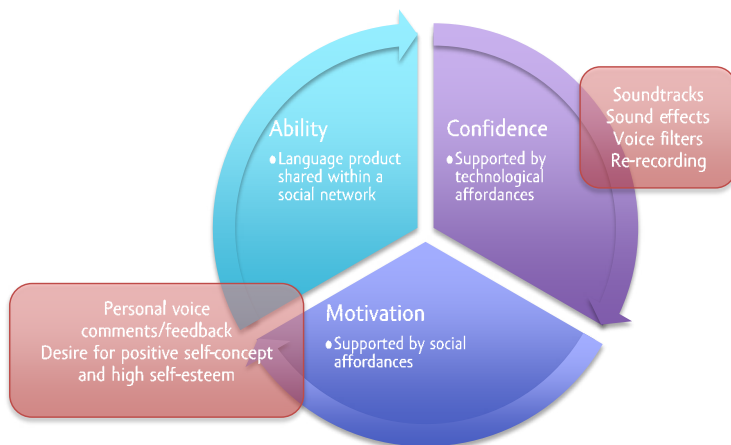 Ability
•Language product
shared within a
social network
Confidence
•Supported by
technological
affordances
Soundtracks
Sound effects
Voice filters
Re-recording
Motivation
•Supported by social
affordances
Personal voice
comments/feedback
Desire for positive self-concept
and high self-esteem